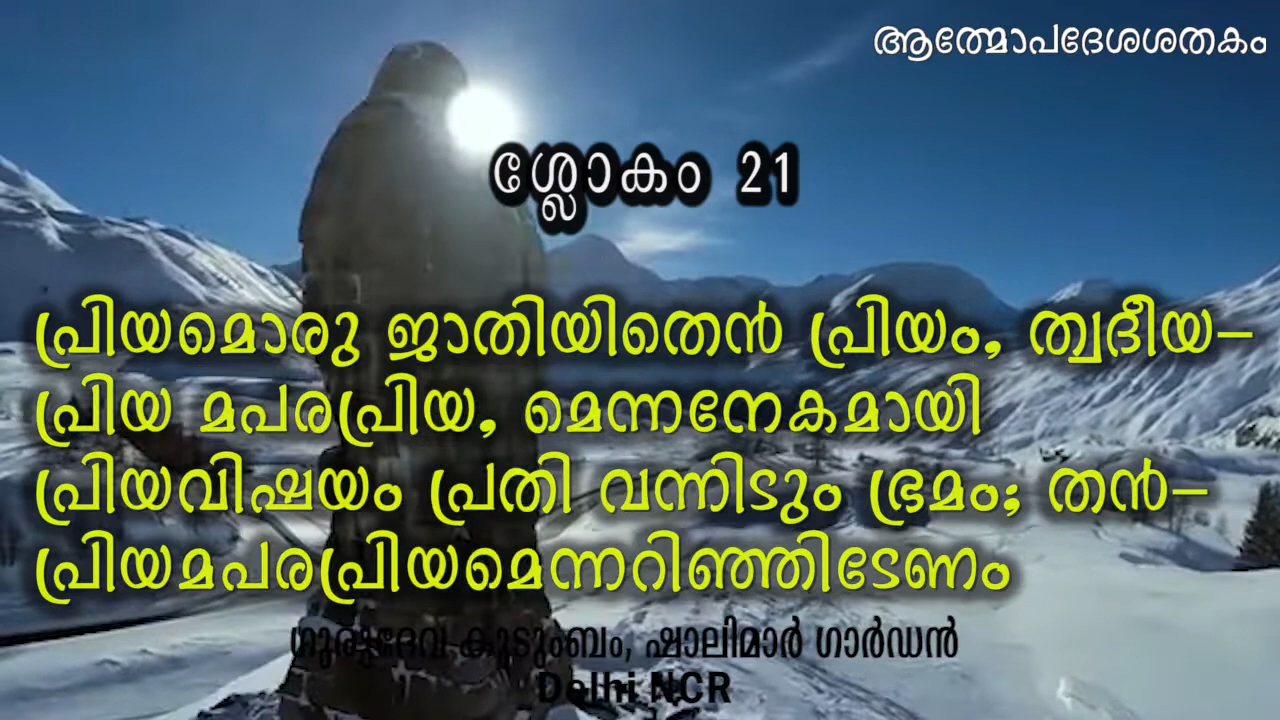 ആത്മോപദേശശതകം
ശ്ലോകം 21
പ്രിയമൊരു ജാതിയിതെൻ പ്രിയം, ത്വദീയ-
പ്രിയ മപരപ്രിയ, മെന്നനേകമായി
പ്രിയവിഷയം പ്രതി വന്നിടും ഭ്രമം; തൻ-
പ്രിയമപരപ്രിയമെന്നറിഞ്ഞിടേണം
ഗുരുദേവ കുടുംബം, ഷാലിമാർ ഗാർഡൻ
Delhi NCR